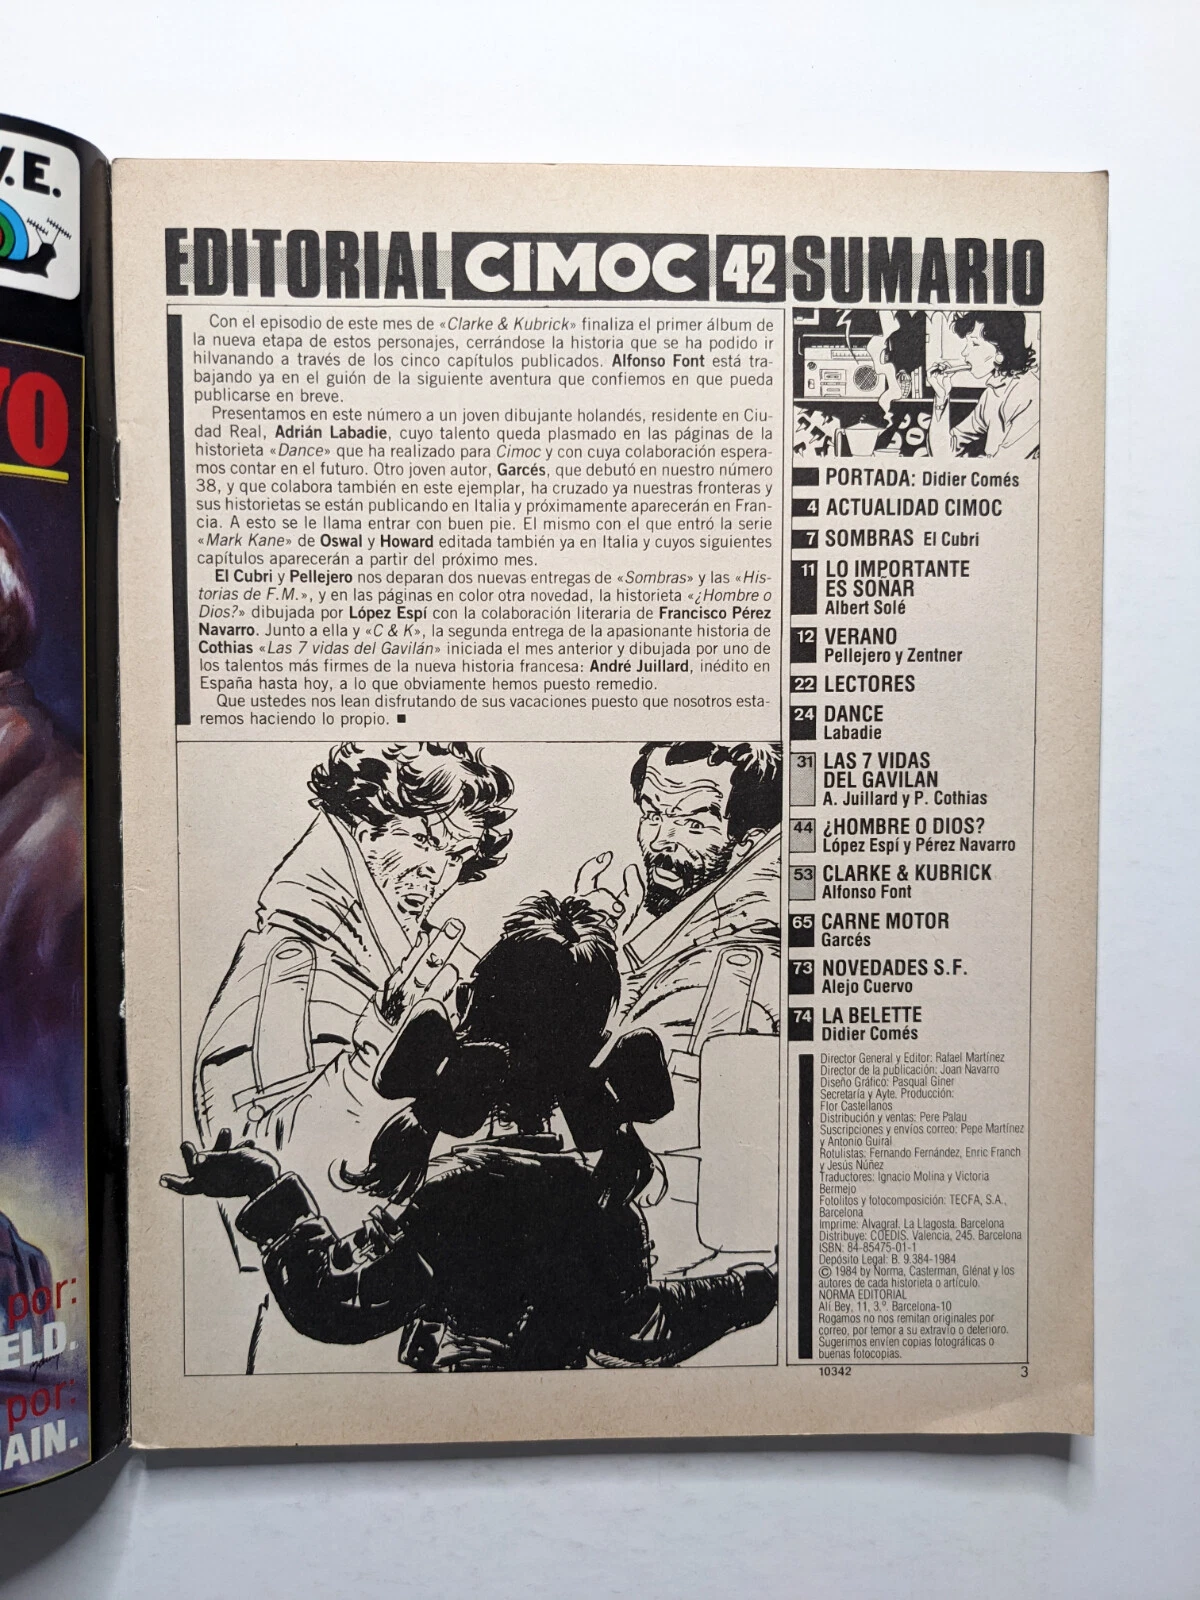 V.E.
VO
por:
ELD.
por:
AIN.
EDITORIAL CIMOC 42 SUMARIO
Con el episodio de este mes de «Clarke & Kubrick» finaliza el primer álbum de
la nueva etapa de estos personajes, cerrándose la historia que se ha podido ir
hilvanando a través de los cinco capítulos publicados. Alfonso Font está tra-
bajando ya en el guión de la siguiente aventura que confiemos en que pueda
publicarse en breve.
Presentamos en este número a un joven dibujante holandés, residente en Ciu-
dad Real, Adrián Labadie, cuyo talento queda plasmado en las páginas de la
historieta «Dance» que ha realizado para Cimoc y con cuya colaboración espera-
mos contar en el futuro. Otro joven autor, Garcés, que debutó en nuestro número
38, y que colabora también en este ejemplar, ha cruzado ya nuestras fronteras y
sus historietas se están publicando en Italia y próximamente aparecerán en Fran-
cia. A esto se le llama entrar con buen pie. El mismo con el que entró la serie
«Mark Kane» de Oswal y Howard editada también ya en Italia y cuyos siguientes
capítulos aparecerán a partir del próximo mes.
El Cubri y Pellejero nos deparan dos nuevas entregas de «Sombras» y las «His-
torias de F.M.», y en las páginas en color otra novedad, la historieta «¿Hombre o
Dios?» dibujada por López Espí con la colaboración literaria de Francisco Pérez
Navarro. Junto a ella y «C & K», la segunda entrega de la apasionante historia de
Cothias «Las 7 vidas del Gavilán» iniciada el mes anterior y dibujada por uno de
los talentos más firmes de la nueva historia francesa: André Juillard, inédito en
España hasta hoy, a lo que obviamente hemos puesto remedio.
Que ustedes nos lean disfrutando de sus vacaciones puesto que nosotros esta-
remos haciendo lo propio. ■
PORTADA: Didier Comés
4 ACTUALIDAD CIMOC
7 SOMBRAS El Cubri
11 LO IMPORTANTE
ES SOÑAR
Albert Solé
12 VERANO
Pellejero y Zentner
22 LECTORES
24 DANCE
Labadie
31 LAS 7 VIDAS
DEL GAVILAN
A. Juillard y P. Cothias
44 ¿HOMBRE O DIOS?
López Espí y Pérez Navarro
53 CLARKE & KUBRICK
Alfonso Font
65 CARNE MOTOR
Garcés
73 NOVEDADES S.F.
Alejo Cuervo
74 LA BELETTE
Didier Comés
Director General y Editor: Rafael Martínez
Director de la publicación: Joan Navarro
Diseño Gráfico: Pasqual Giner
Secretaría y Ayte. Producción:
Flor Castellanos
Distribución y ventas: Pere Palau
Suscripciones y envíos correo: Pepe Martínez
y Antonio Guiral
Rotulistas: Fernando Fernández, Enric Franch
y Jesús Núñez
Traductores: Ignacio Molina y Victoria
Bermejo
Fotolitos y fotocomposición: TECFA, S.A.,
Barcelona
Imprime: Alvagraf. La Llagosta. Barcelona
Distribuye: COEDIS. Valencia, 245. Barcelona
ISBN: 84-85475-01-1
Depósito Legal: B. 9.384-1984
© 1984 by Norma, Casterman, Glénat y los
autores de cada historieta o artículo.
NORMA EDITORIAL
Alí Bey, 11, 3.º. Barcelona-10
Rogamos no nos remitan originales por
correo, por temor a su extravío o deterioro.
Sugerimos envíen copias fotográficas o
buenas fotocopias.
10342
3